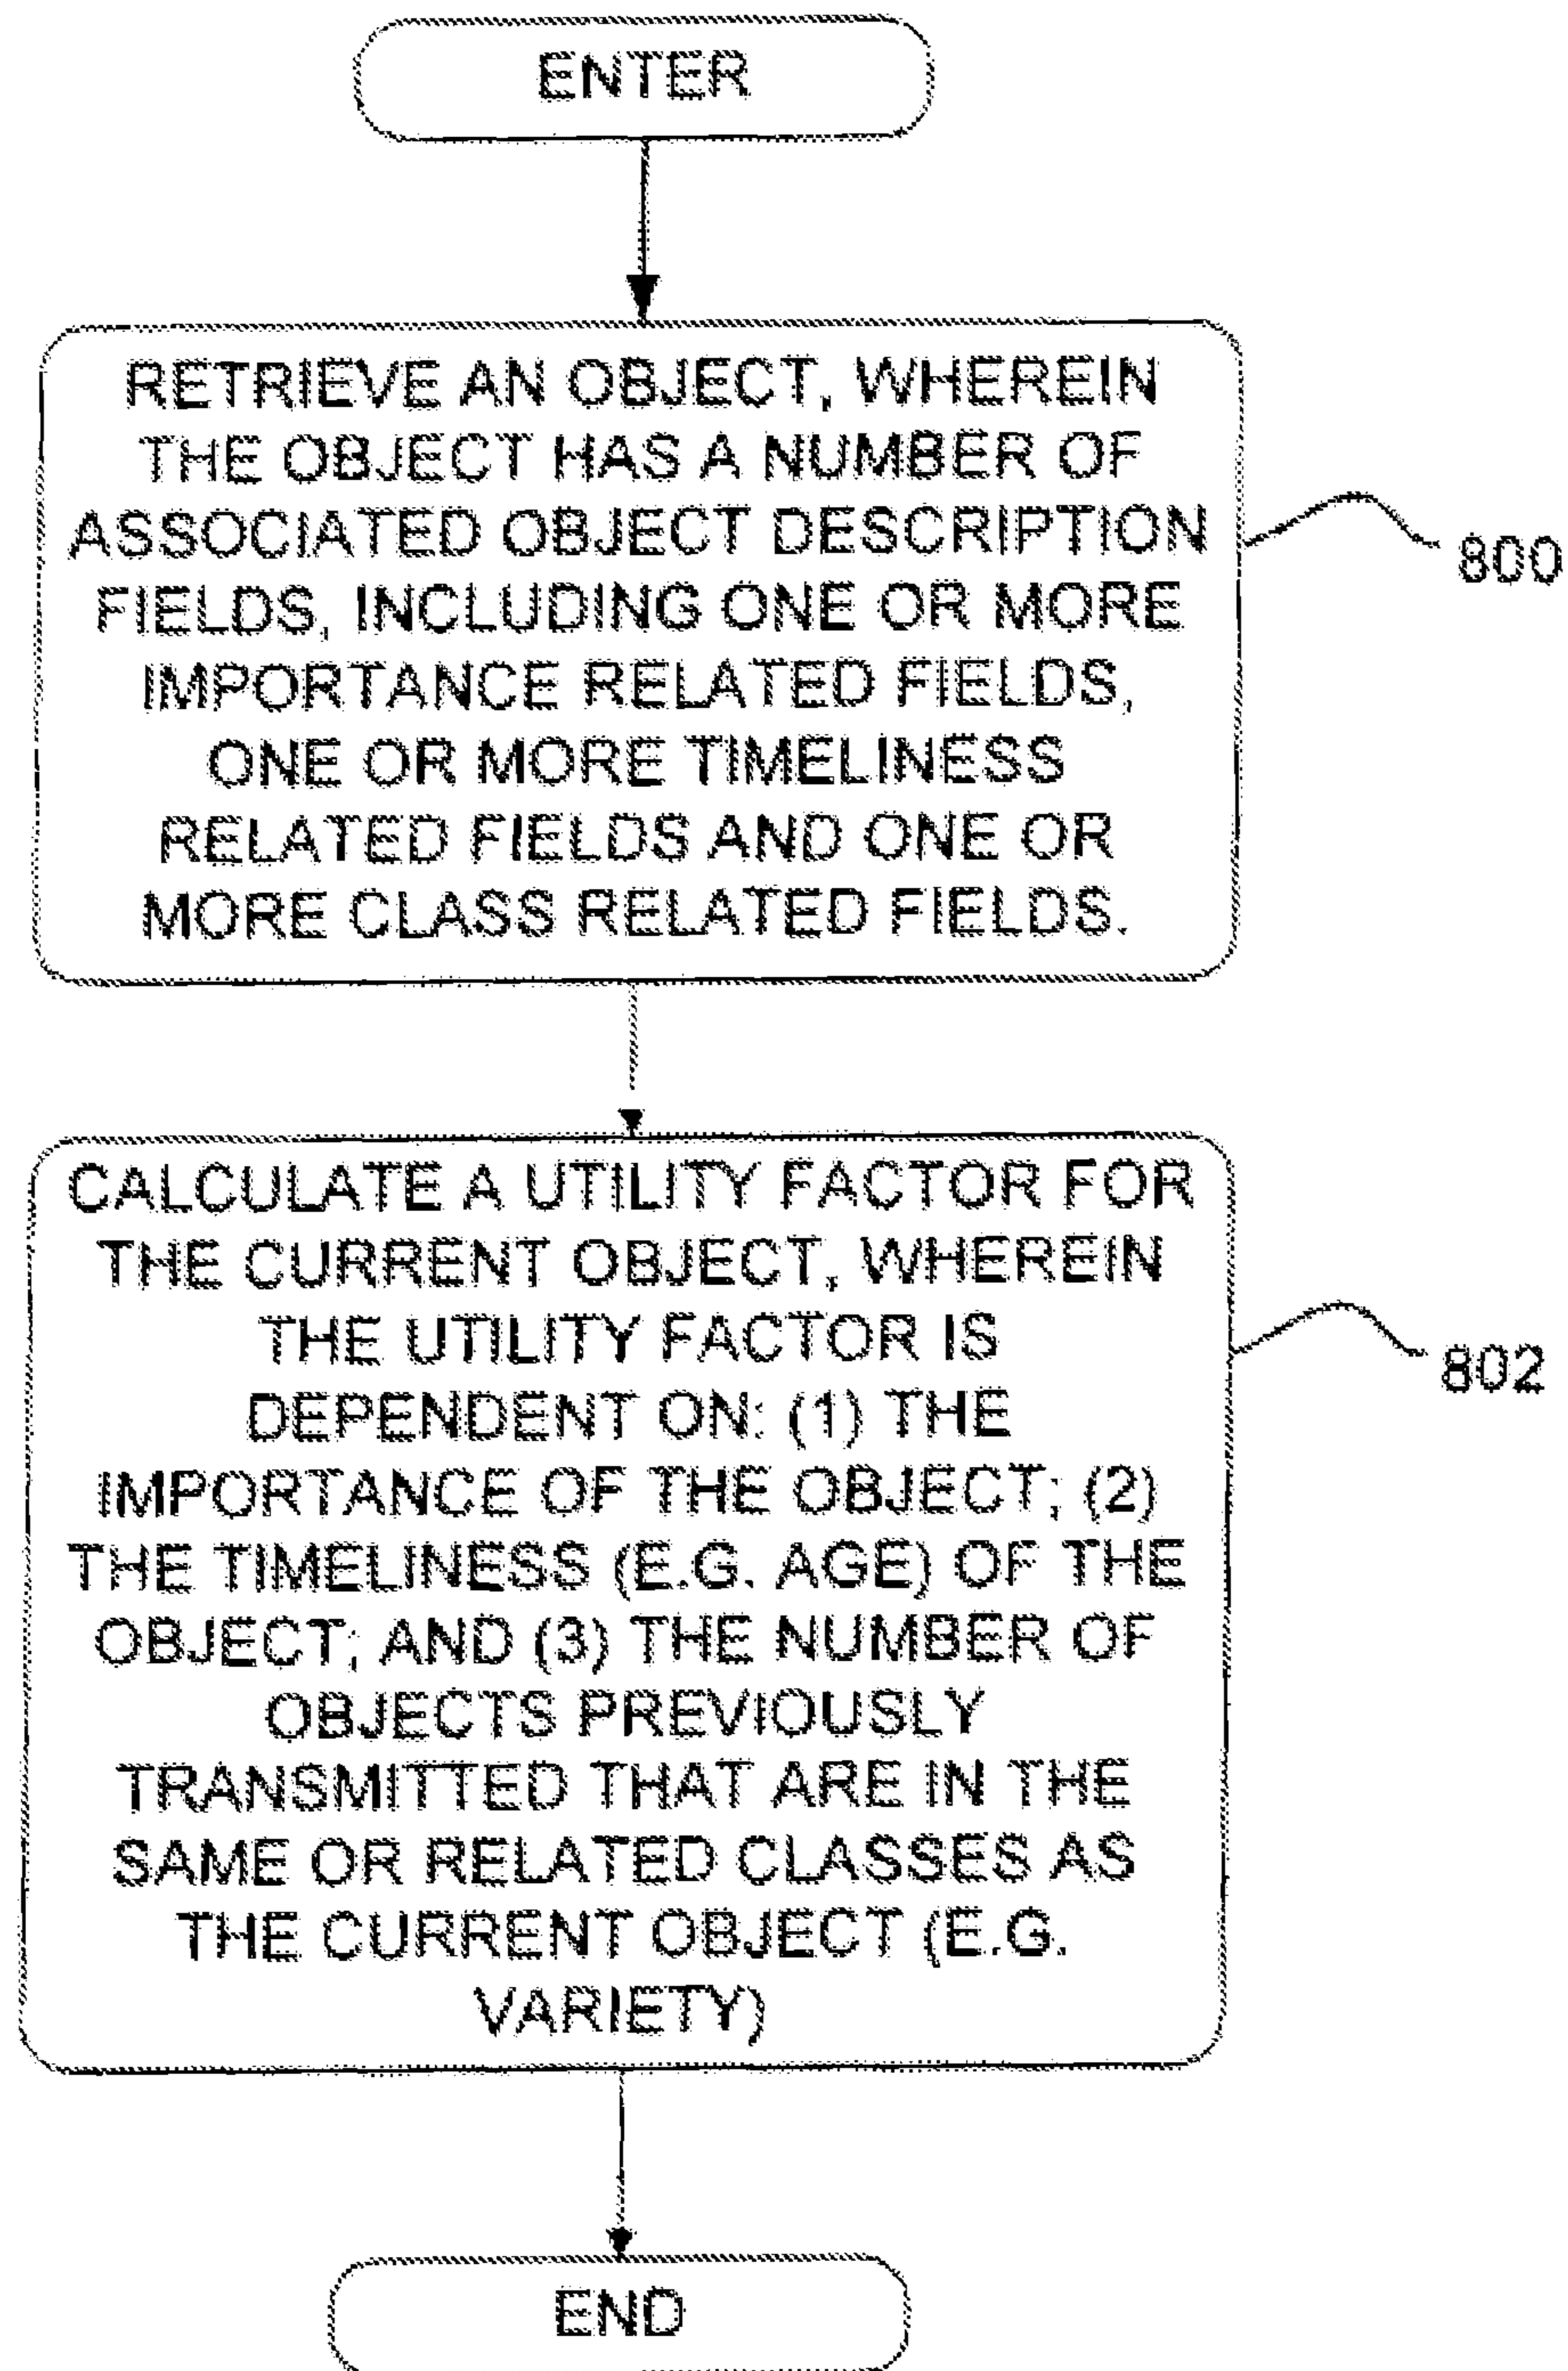 ENTER
RETRIEVE AN OBJECT, WHEREIN
THE OBJECT HAS A NUMBER OF
ASSOCIATED OBJECT DESCRIPTION
FIELDS, INCLUDING ONE OR MORE
IMPORTANCE RELATED FIELDS,
ONE OR MORE TIMELINESS
RELATED FIELDS AND ONE OR
MORE CLASS RELATED FIELDS.
800
CALCULATE A UTILITY FACTOR FOR
THE CURRENT OBJECT, WHEREIN
THE UTILITY FACTOR IS
DEPENDENT ON: (1) THE
IMPORTANCE OF THE OBJECT; (2)
THE TIMELINESS (E.G. AGE) OF THE
OBJECT; AND (3) THE NUMBER OF
OBJECTS PREVIOUSLY
TRANSMITTED THAT ARE IN THE
SAME OR RELATED CLASSES AS
THE CURRENT OBJECT (E.G.
VARIETY)
802
END